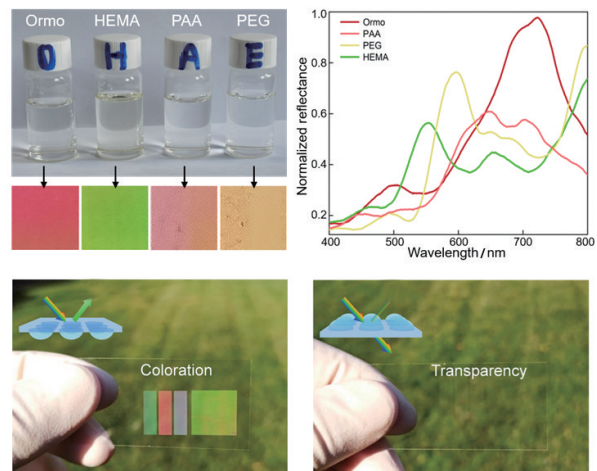 Ormo HEMA PAA PEG
O H A E
Normalized reflectance
1.0
0.8
0.6
0.4
0.2
Ormo
PAA
PEG
HEMA
400 500 600 700 800
Wavelength / nm
Coloration
Transparency